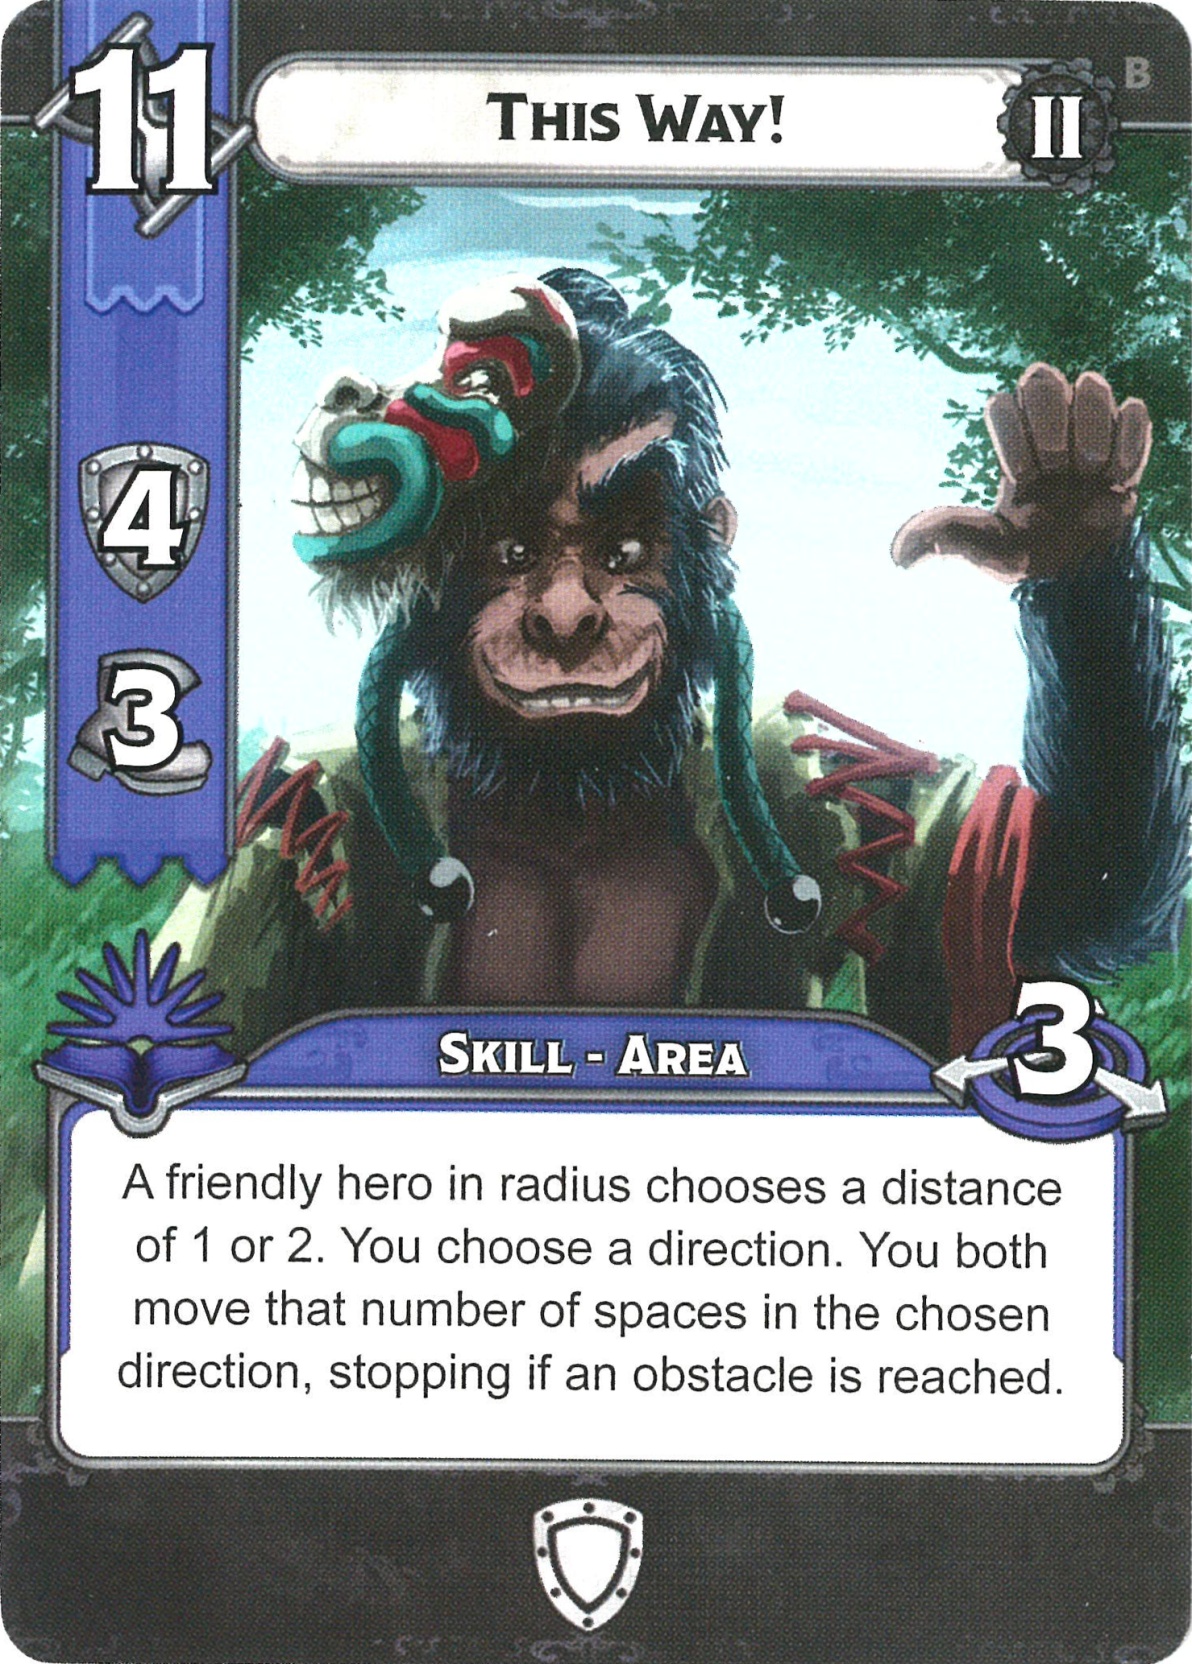 11
THIS WAY!
II
B
4
3
SKILL - AREA
3
A friendly hero in radius chooses a distance
of 1 or 2. You choose a direction. You both
move that number of spaces in the chosen
direction, stopping if an obstacle is reached.